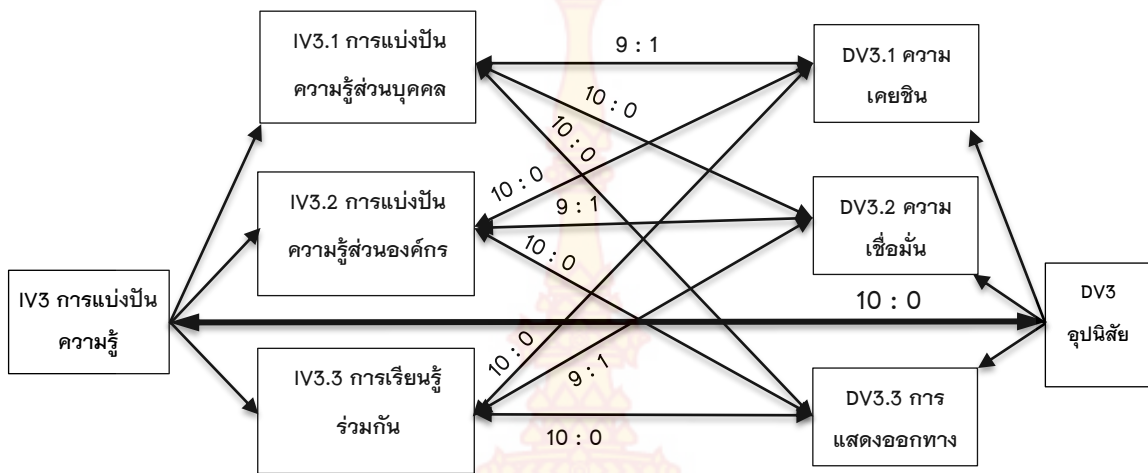 IV3.1 การแบ่งปัน
ความรู้ส่วนบุคคล
9 : 1
DV3.1 ความ
เคยชิน
10 : 0
10 : 0
10 : 0
IV3.2 การแบ่งปัน
ความรู้ส่วนองค์กร
9 : 1
DV3.2 ความ
เชื่อมั่น
10 : 0
IV3 การแบ่งปัน
ความรู้
10 : 0
DV3
อุปนิสัย
10 : 0
9 : 1
IV3.3 การเรียนรู้
ร่วมกัน
10 : 0
DV3.3 การ
แสดงออกทาง